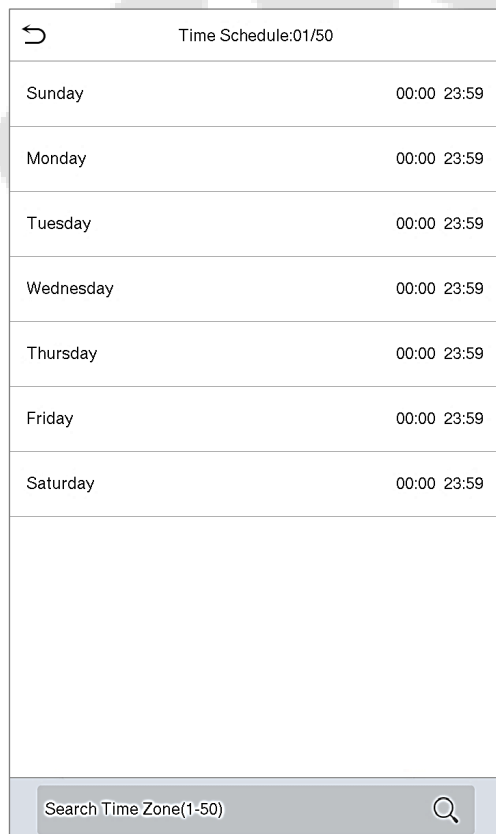 Time Schedule:01/50
Sunday 00:00 23:59
Monday 00:00 23:59
Tuesday 00:00 23:59
Wednesday 00:00 23:59
Thursday 00:00 23:59
Friday 00:00 23:59
Saturday 00:00 23:59
Search Time Zone(1-50)